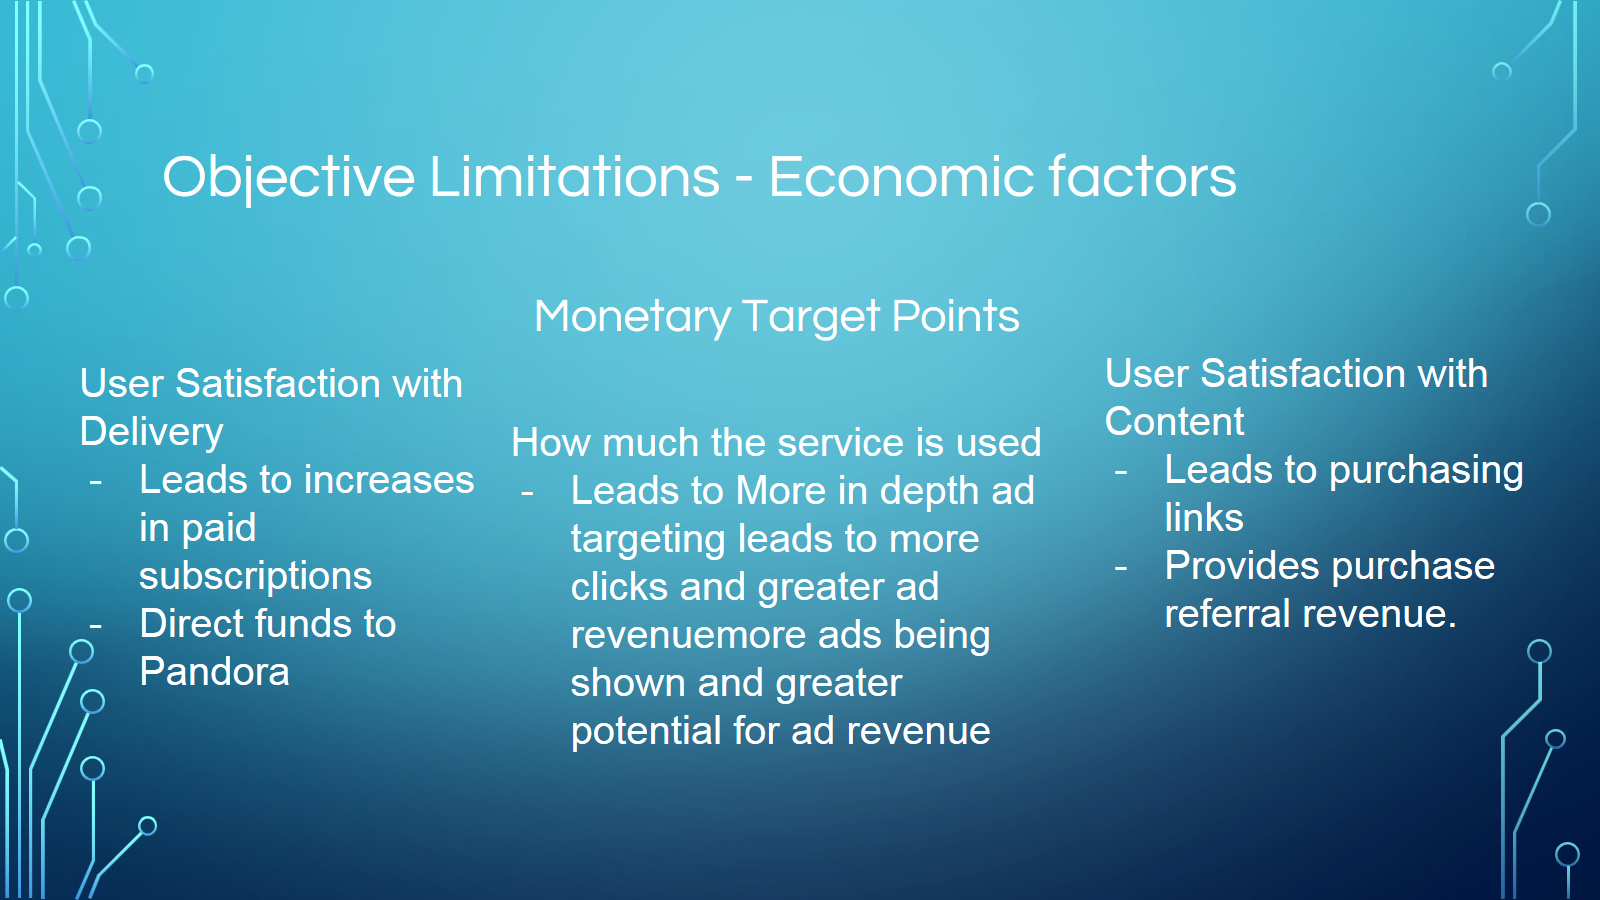 Objective Limitations - Economic factors
Monetary Target Points
User Satisfaction with
Delivery
- Leads to increases
in paid
subscriptions
- Direct funds to
Pandora
How much the service is used
- Leads to More in depth ad
targeting leads to more
clicks and greater ad
revenuemore ads being
shown and greater
potential for ad revenue
User Satisfaction with
Content
- Leads to purchasing
links
- Provides purchase
referral revenue.